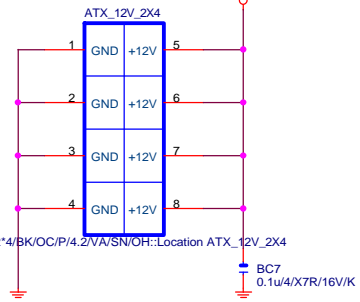 ATX_12V_2X4
1 GND +12V 5
2 GND +12V 6
3 GND +12V 7
4 GND +12V 8
*4/BK/OC/P/4.2/VA/SN/OH::Location ATX_12V_2X4
BC7
0.1u/4/X7R/16V/K